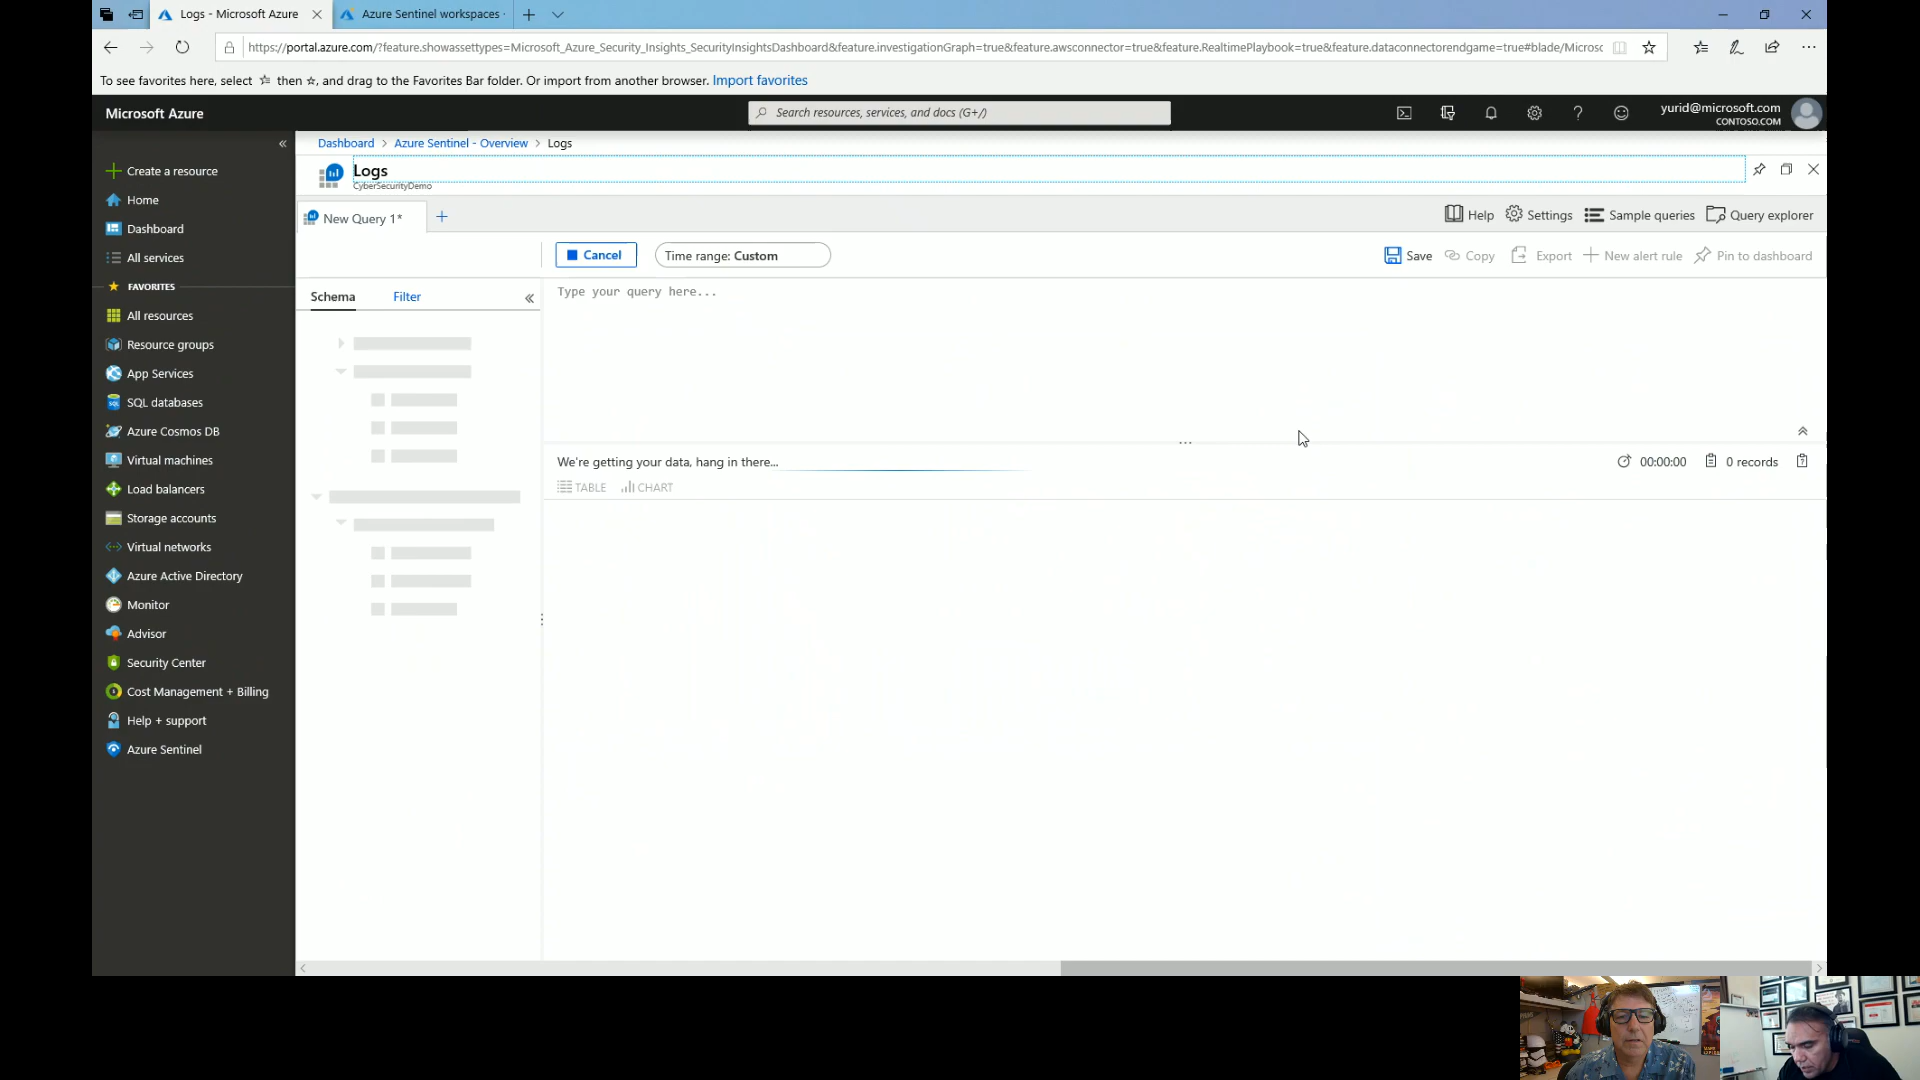 Logs - Microsoft Azure
Azure Sentinel workspaces
https://portal.azure.com/?feature.showassettypes=Microsoft_Azure_Security_Insights_SecurityInsightsDashboard&feature.investigationGraph=true&feature.awsconnector=true&feature.RealtimePlaybook=true&feature.dataconnectorendgame=true#blade/Microsc
To see favorites here, select then ☆, and drag to the Favorites Bar folder. Or import from another browser. Import favorites
Microsoft Azure
Search resources, services, and docs (G+/)
yurid@microsoft.com
CONTOSO.COM
Create a resource
Home
Dashboard
All services
FAVORITES
All resources
Resource groups
App Services
SQL databases
Azure Cosmos DB
Virtual machines
Load balancers
Storage accounts
Virtual networks
Azure Active Directory
Monitor
Advisor
Security Center
Cost Management + Billing
Help + support
Azure Sentinel
Dashboard > Azure Sentinel - Overview > Logs
Logs
CyberSecurityDemo
New Query 1*
Help
Settings
Sample queries
Query explorer
Cancel
Time range: Custom
Save
Copy
Export
New alert rule
Pin to dashboard
Schema
Filter
Type your query here...
We're getting your data, hang in there...
00:00:00
0 records
TABLE
CHART